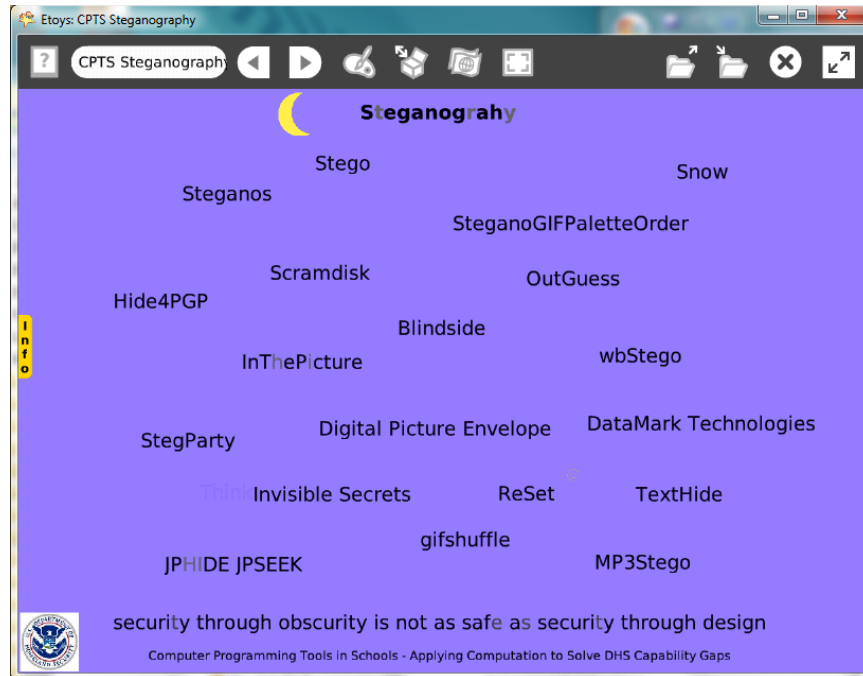 Etoys: CPTS Steganography
CPTS Steganography
Steganograhy
Stego
Snow
Steganos
SteganoGIFPaletteOrder
Scramdisk
OutGuess
Hide4PGP
Blindside
Info
InThePicture
wbStego
DataMark Technologies
Digital Picture Envelope
StegParty
Think
Invisible Secrets
ReSet
TextHide
gifshuffle
JPHIDE JPSEEK
MP3Stego
security through obscurity is not as safe as security through design
Computer Programming Tools in Schools - Applying Computation to Solve DHS Capability Gaps